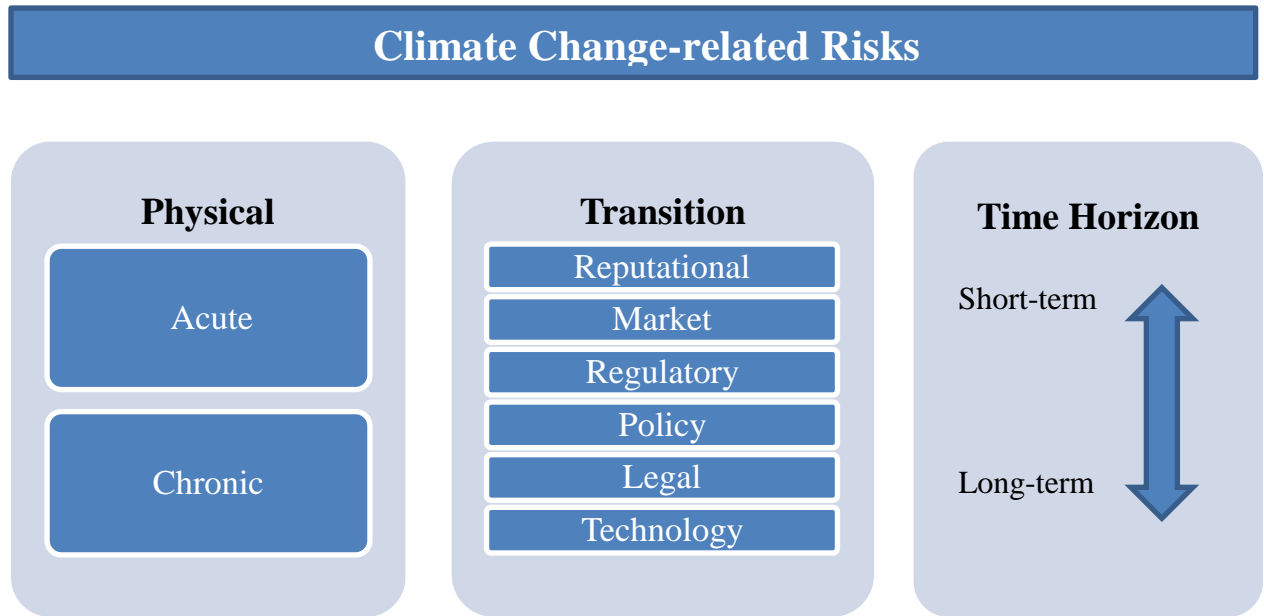 Climate Change-related Risks
Physical
Acute
Chronic
Transition
Reputational
Market
Regulatory
Policy
Legal
Technology
Time Horizon
Short-term
Long-term